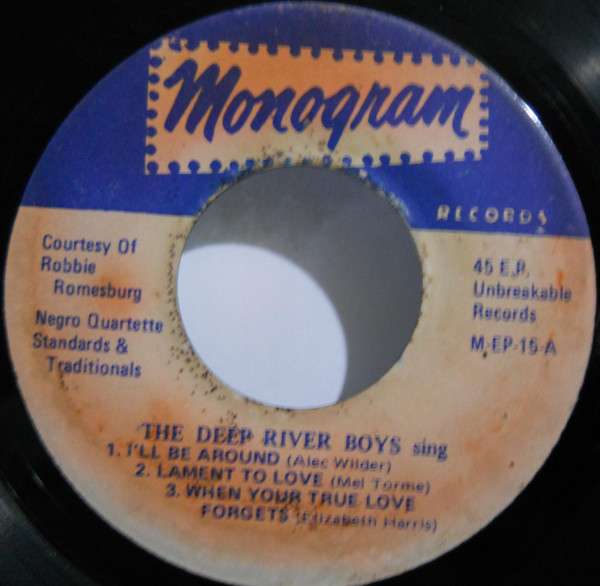 Monogram
RECORDS
Courtesy Of
Robbie
Romesburg
Negro Quartette
Standards &
Traditionals
45 E.P.
Unbreakable
Records
M-EP-15-A
THE DEEP RIVER BOYS sing
1. I'LL BE AROUND (Alec Wilder)
2. LAMENT TO LOVE (Mel Torme)
3. WHEN YOUR TRUE LOVE
FORGETS (Elizabeth Harris)